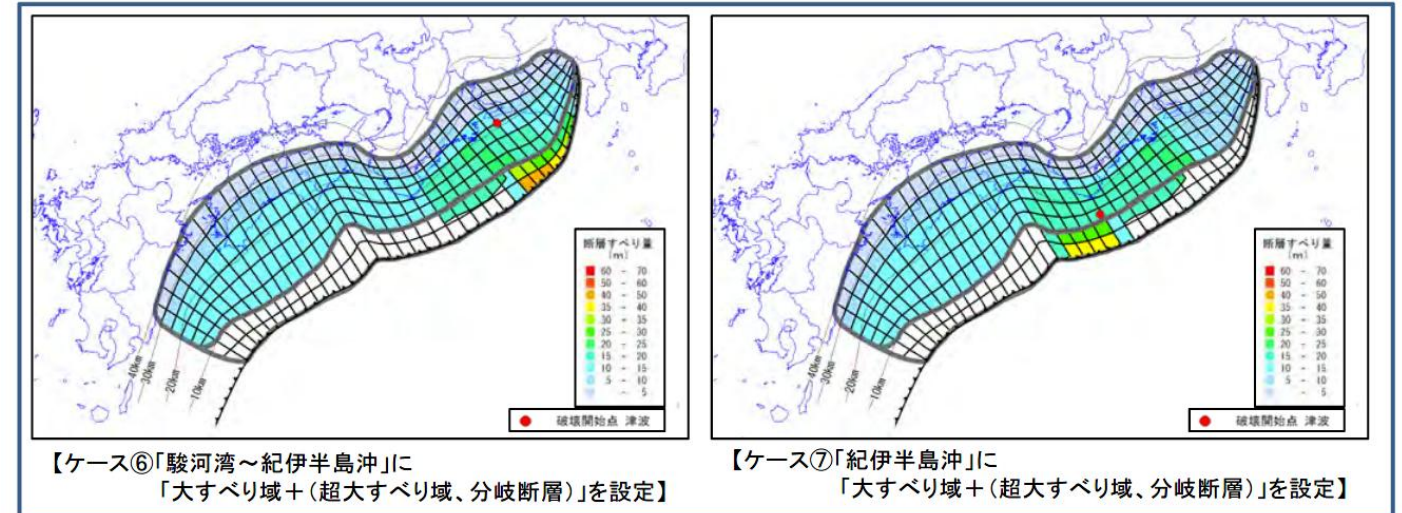 断層すべり量
(m)
60 - 70
50 - 60
40 - 50
35 - 40
30 - 35
25 - 30
20 - 25
15 - 20
10 - 15
5 - 10
- 5
40km
30km
20km
10km
破壊開始点 津波
【ケース⑥「駿河湾～紀伊半島沖」に
「大すべり域＋(超大すべり域、分岐断層)」を設定】
断層すべり量
(m)
60 - 70
50 - 60
40 - 50
35 - 40
30 - 35
25 - 30
20 - 25
15 - 20
10 - 15
5 - 10
- 5
40km
30km
20km
10km
破壊開始点 津波
【ケース⑦「紀伊半島沖」に
「大すべり域＋(超大すべり域、分岐断層)」を設定】